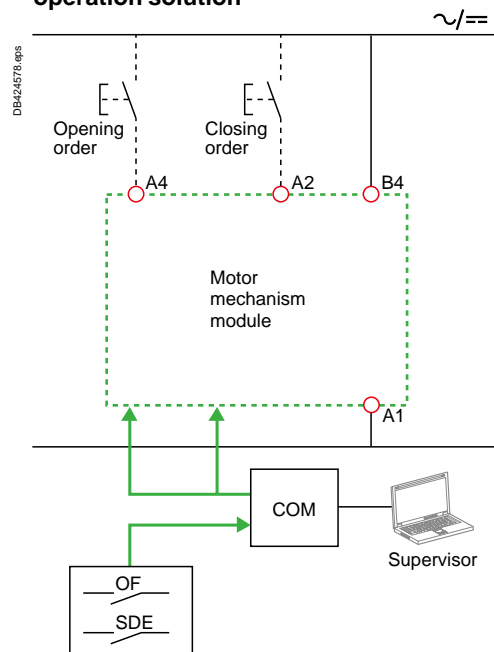 operation solution
DB424578.eps
Opening
order
Closing
order
A4
A2
B4
Motor
mechanism
module
A1
COM
Supervisor
OF
SDE